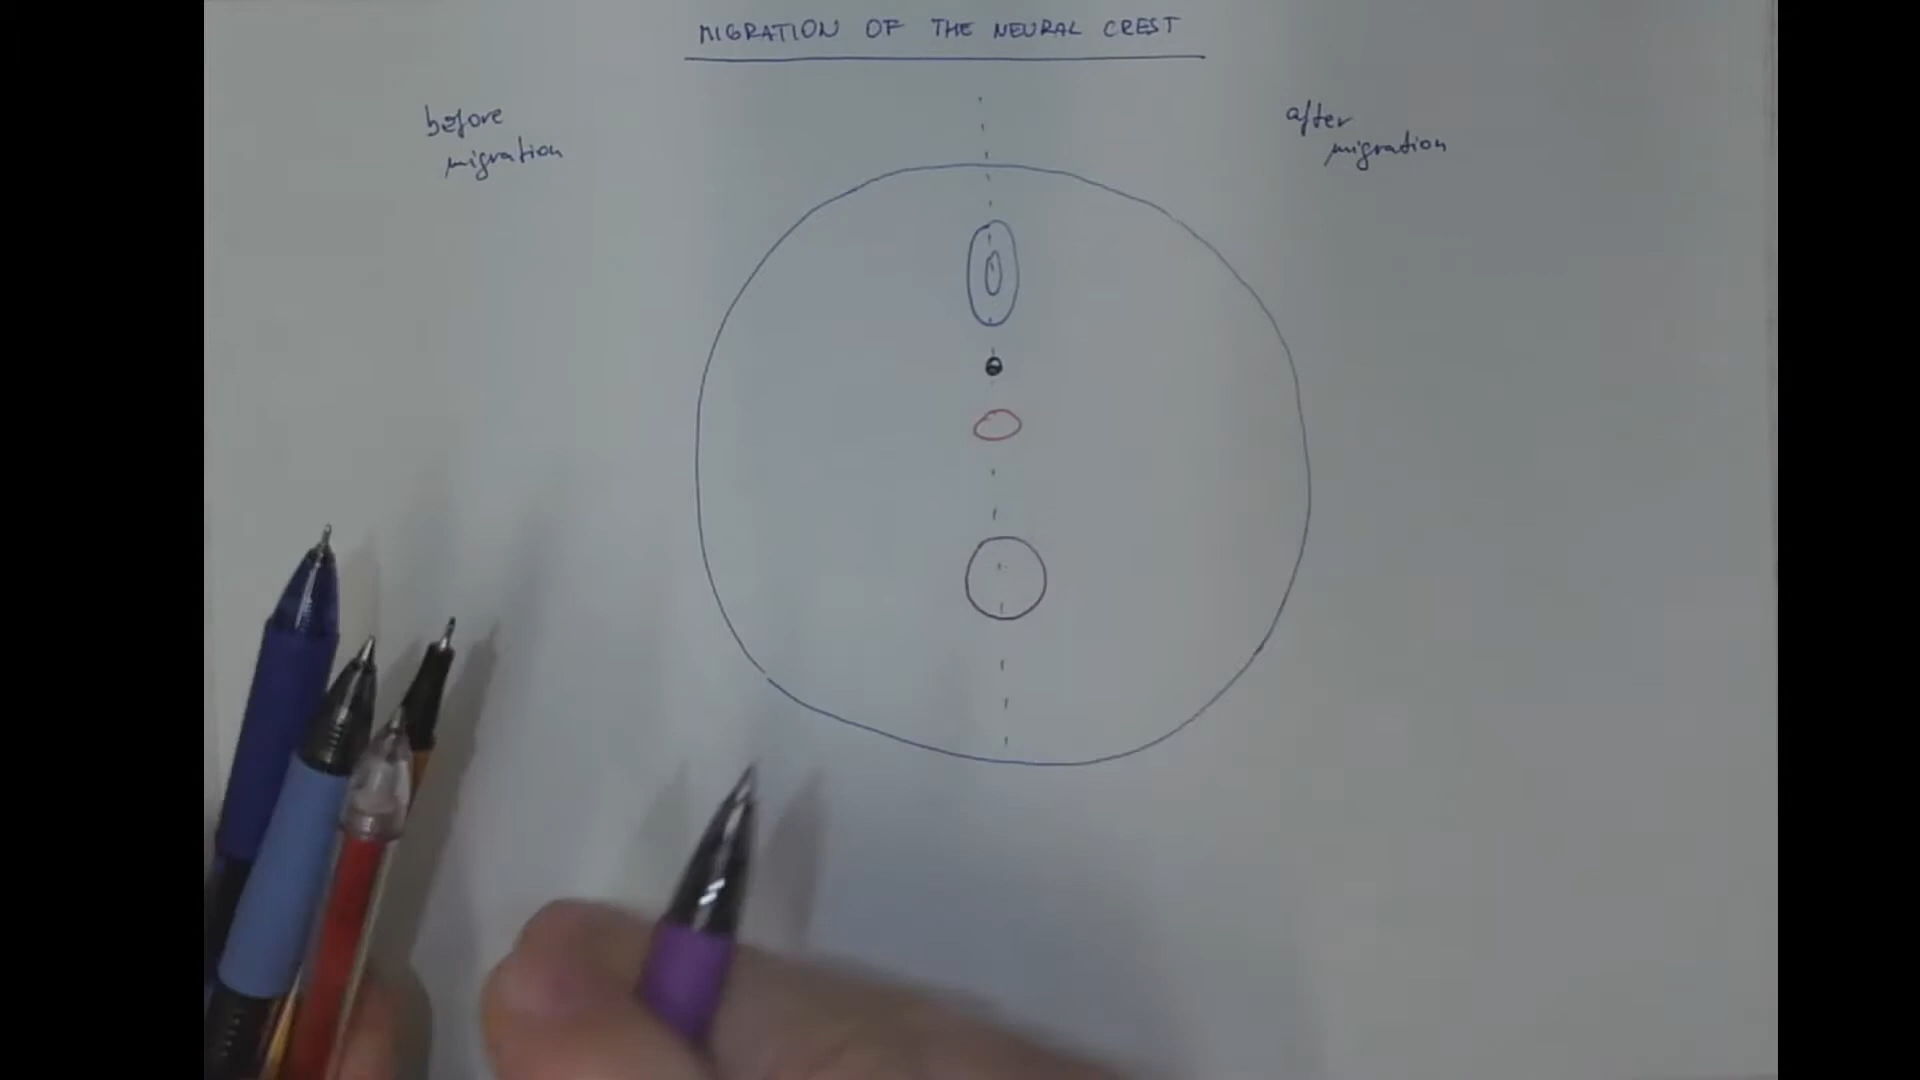 MIGRATION OF THE NEURAL CREST
before
migration
after
migration